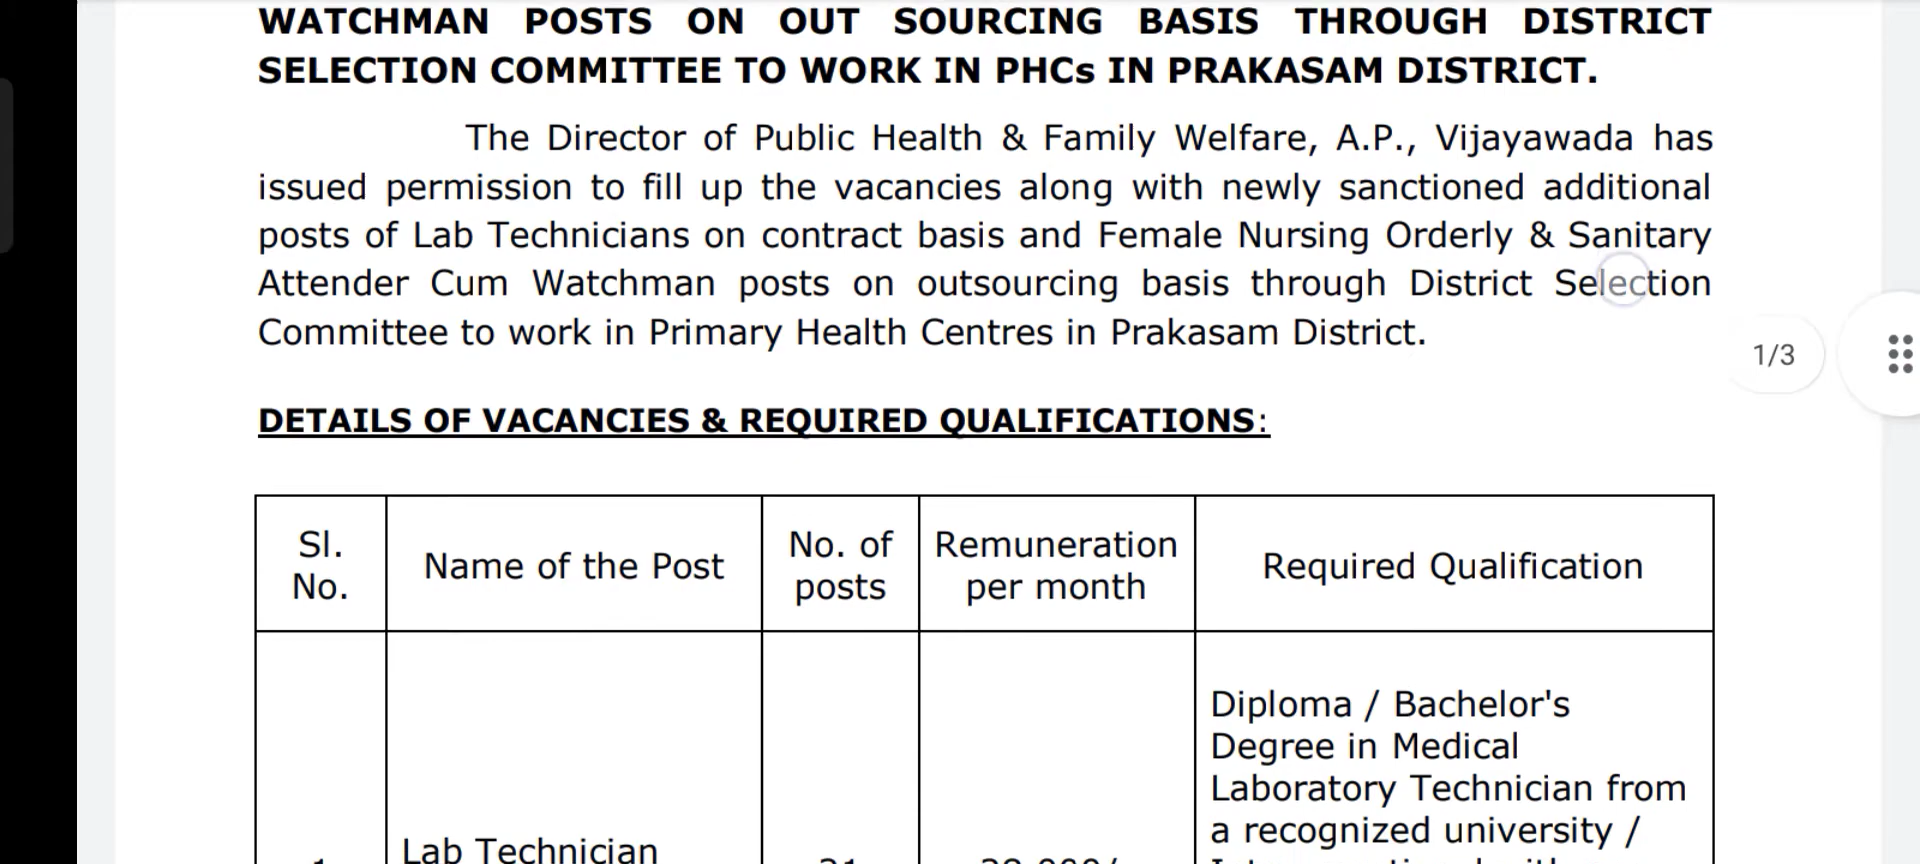 WATCHMAN POSTS ON OUT SOURCING BASIS THROUGH DISTRICT
SELECTION COMMITTEE TO WORK IN PHCs IN PRAKASAM DISTRICT.
The Director of Public Health & Family Welfare, A.P., Vijayawada has
issued permission to fill up the vacancies along with newly sanctioned additional
posts of Lab Technicians on contract basis and Female Nursing Orderly & Sanitary
Attender Cum Watchman posts on outsourcing basis through District Selection
Committee to work in Primary Health Centres in Prakasam District.
1/3
DETAILS OF VACANCIES & REQUIRED QUALIFICATIONS:
Sl.
No.
Name of the Post
No. of
posts
Remuneration
per month
Required Qualification
Lab Technician
Diploma / Bachelor's
Degree in Medical
Laboratory Technician from
a recognized university /